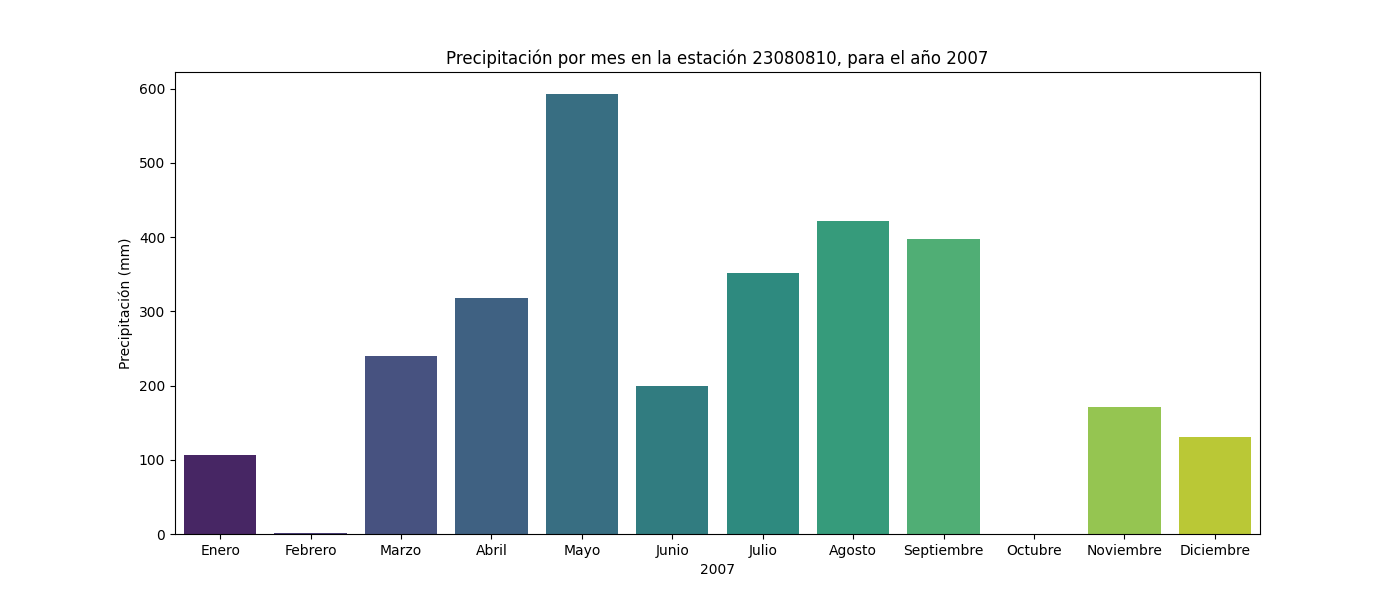 Precipitación por mes en la estación 23080810, para el año 2007
Precipitación (mm)
600
500
400
300
200
100
0
Enero Febrero Marzo Abril Mayo Junio Julio Agosto Septiembre Octubre Noviembre Diciembre
2007